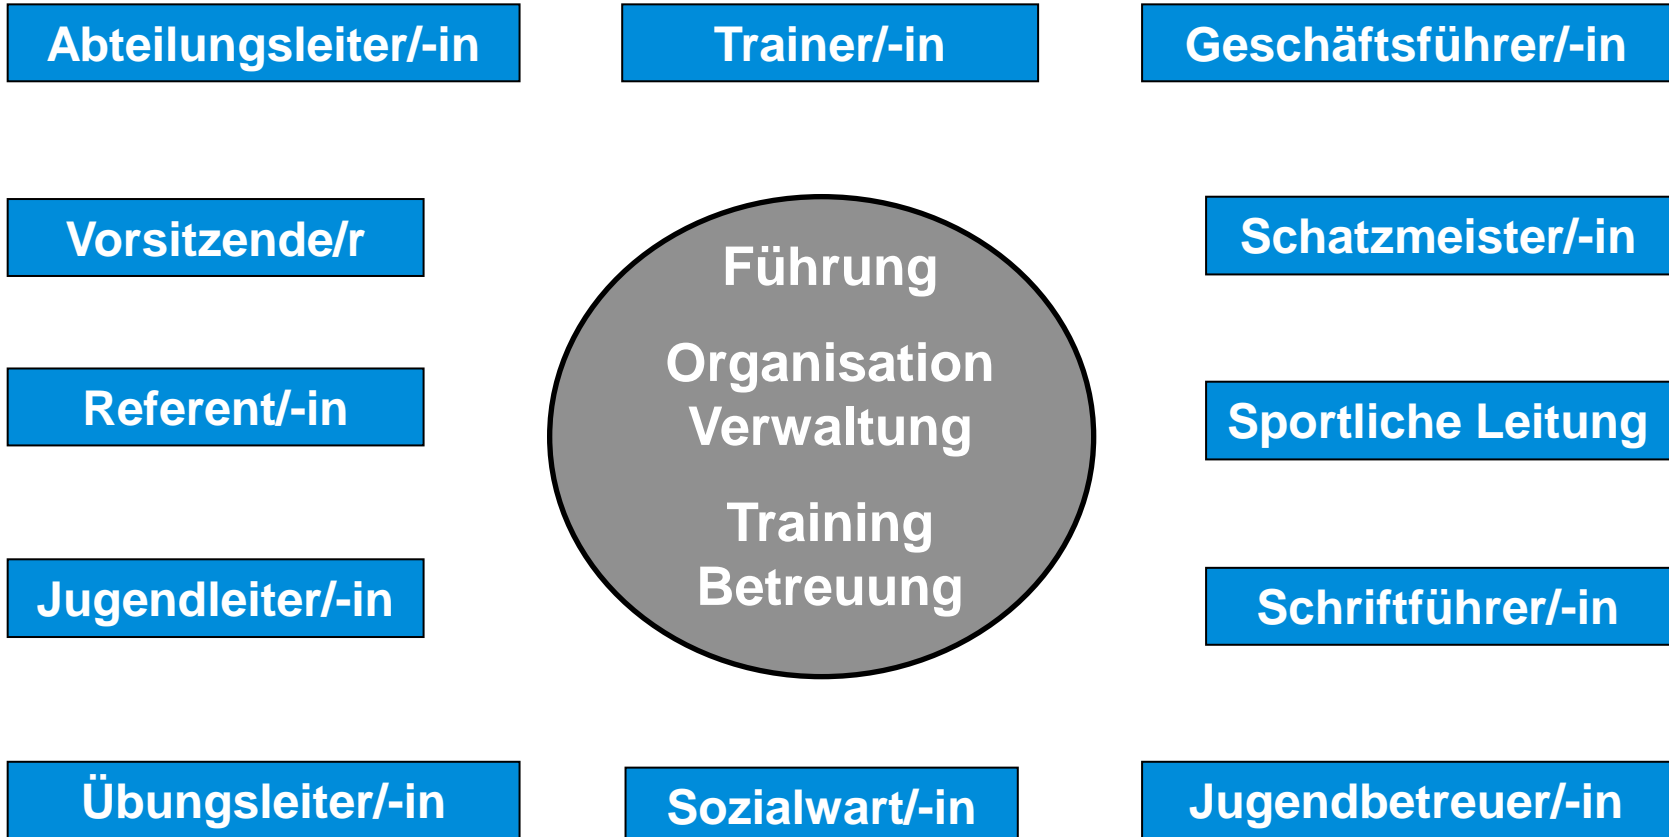 Abteilungsleiter/-in
Trainer/-in
Geschäftsführer/-in
Vorsitzende/r
Schatzmeister/-in
Führung
Organisation
Verwaltung
Training
Betreuung
Referent/-in
Sportliche Leitung
Jugendleiter/-in
Schriftführer/-in
Übungsleiter/-in
Sozialwart/-in
Jugendbetreuer/-in